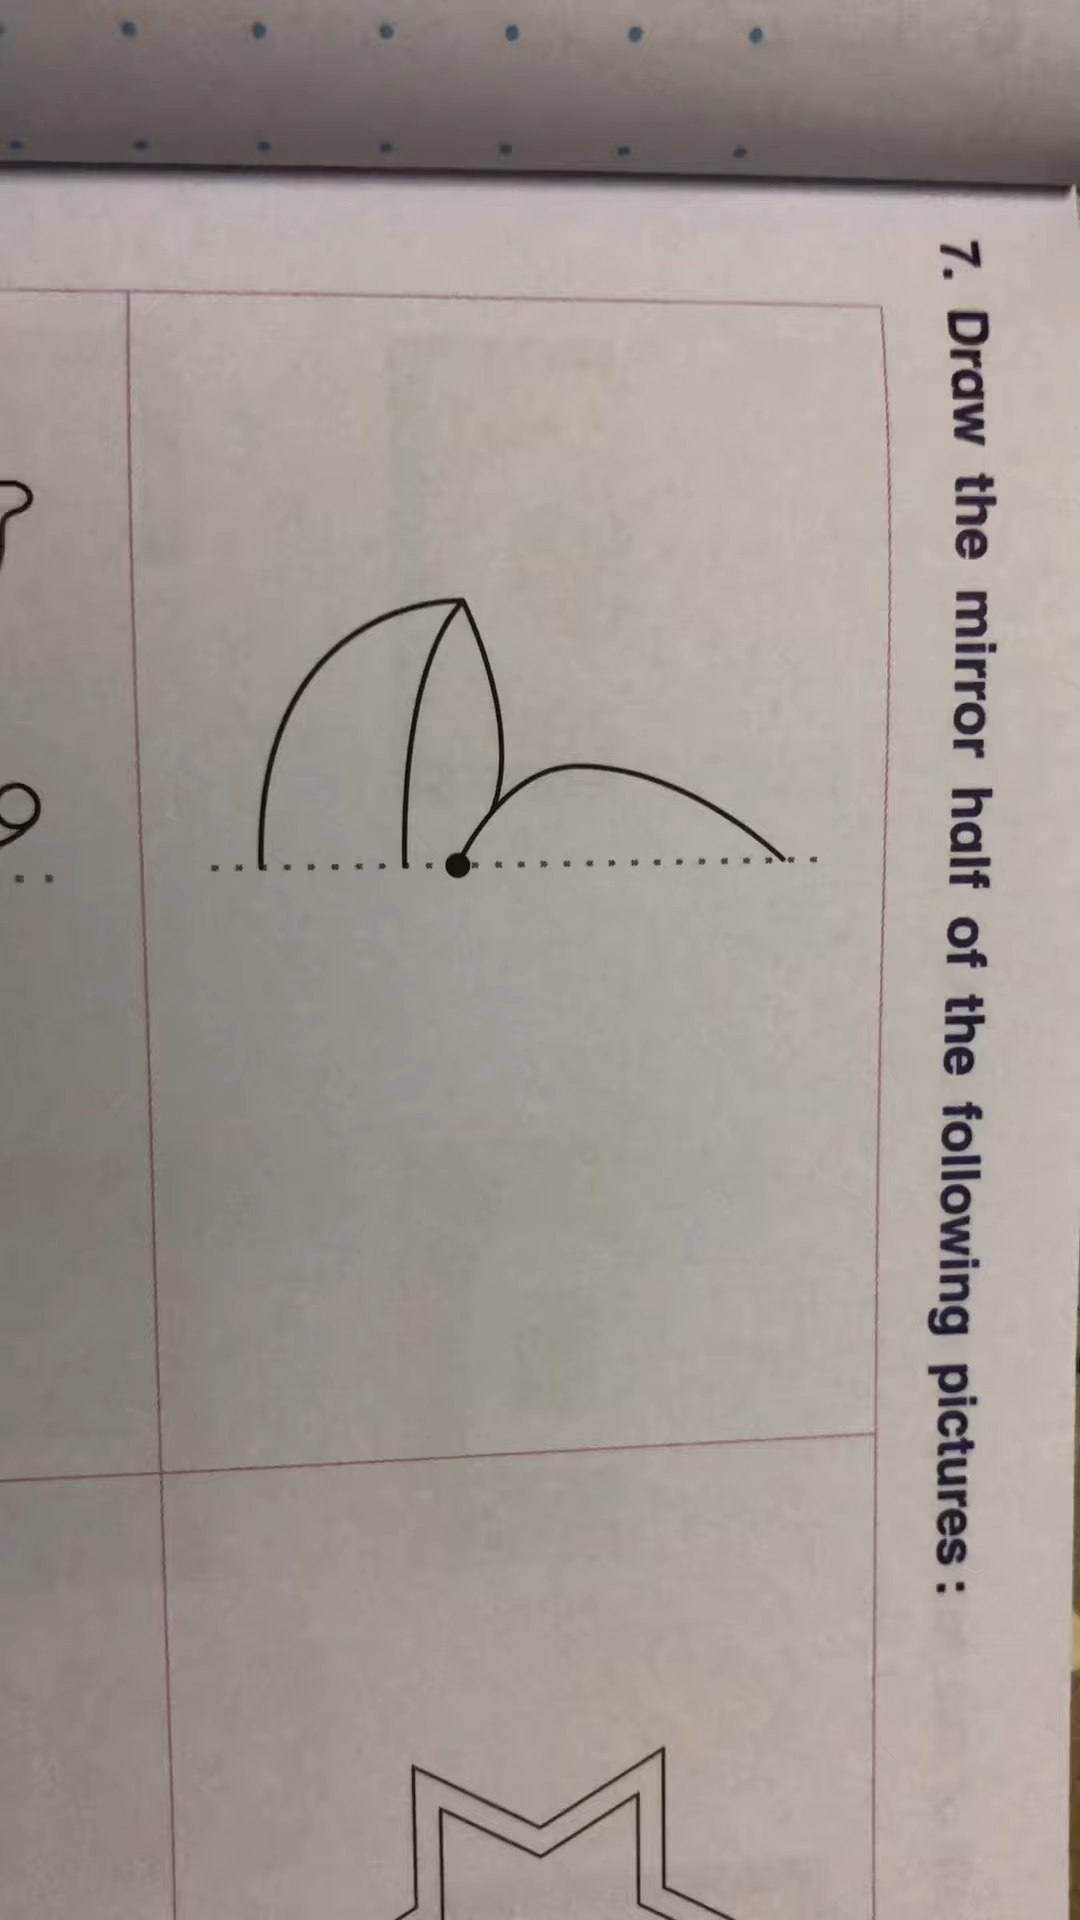 7. Draw the mirror half of the following pictures :